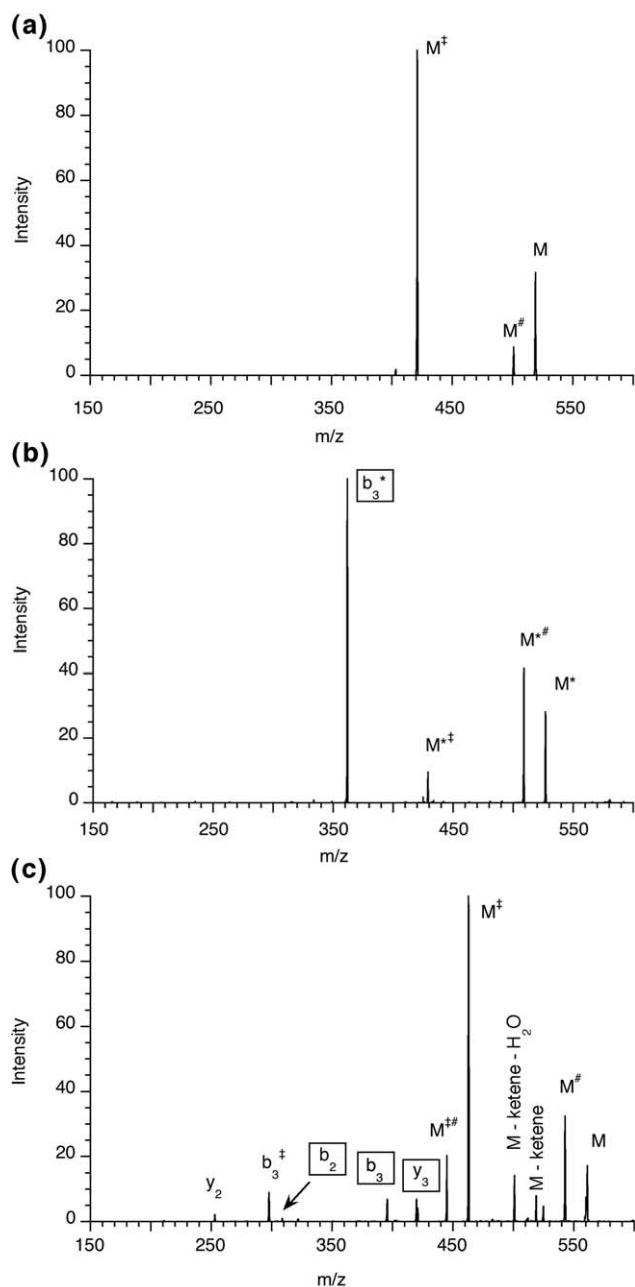 (a)
100
80
60
40
20
0
Intensity
M‡
M#
M
150 250 350 450 550
m/z
(b)
100
80
60
40
20
0
Intensity
b3*
M*‡
M*#
M*
150 250 350 450 550
m/z
(c)
100
80
60
40
20
0
Intensity
y2
b3‡
b2
b3
y3
M‡#
M‡
M - ketene - H2O
M - ketene
M#
M
150 250 350 450 550
m/z